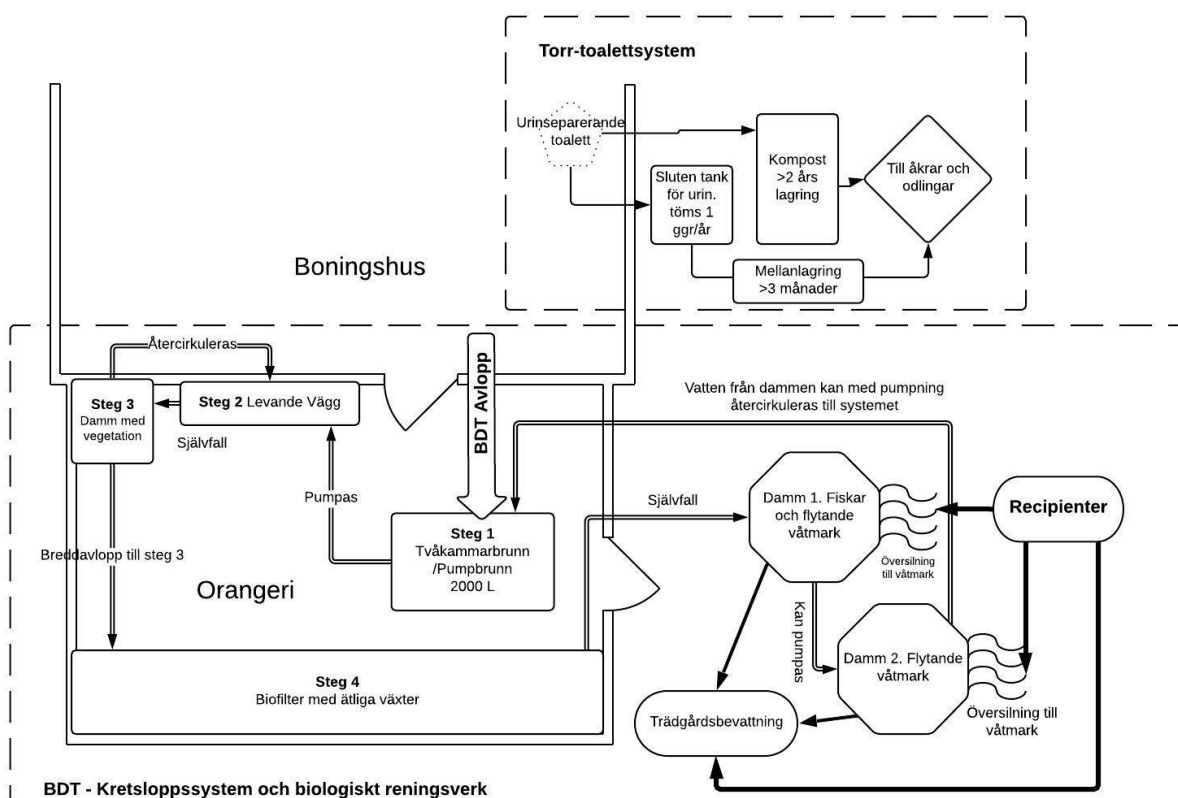 Torr-toalettsystem
Urinseparerande
toalett
Kompost
>2 års
lagring
Till åkrar och
odlingar
Sluten tank
för urin.
töms 1
ggr/år
Mellanlagring
>3 månader
Boningshus
Återcirkuleras
BDT Avlopp
Steg 3
Damm med
vegetation
Steg 2 Levande Vägg
Självfall
Pumpas
Vatten från dammen kan med pumpning
återcirkuleras till systemet
Steg 1
Tvåkammarbrunn
/Pumpbrunn
2000 L
Självfall
Damm 1. Fiskar
och flytande
våtmark
Recipienter
Översilning
till våtmark
Breddavlopp till steg 3
Orangeri
Kan pumpas
Damm 2. Flytande
våtmark
Steg 4
Biofilter med ätliga växter
Översilning till
våtmark
Trädgårdsbevattning
BDT - Kretsloppssystem och biologiskt reningsverk